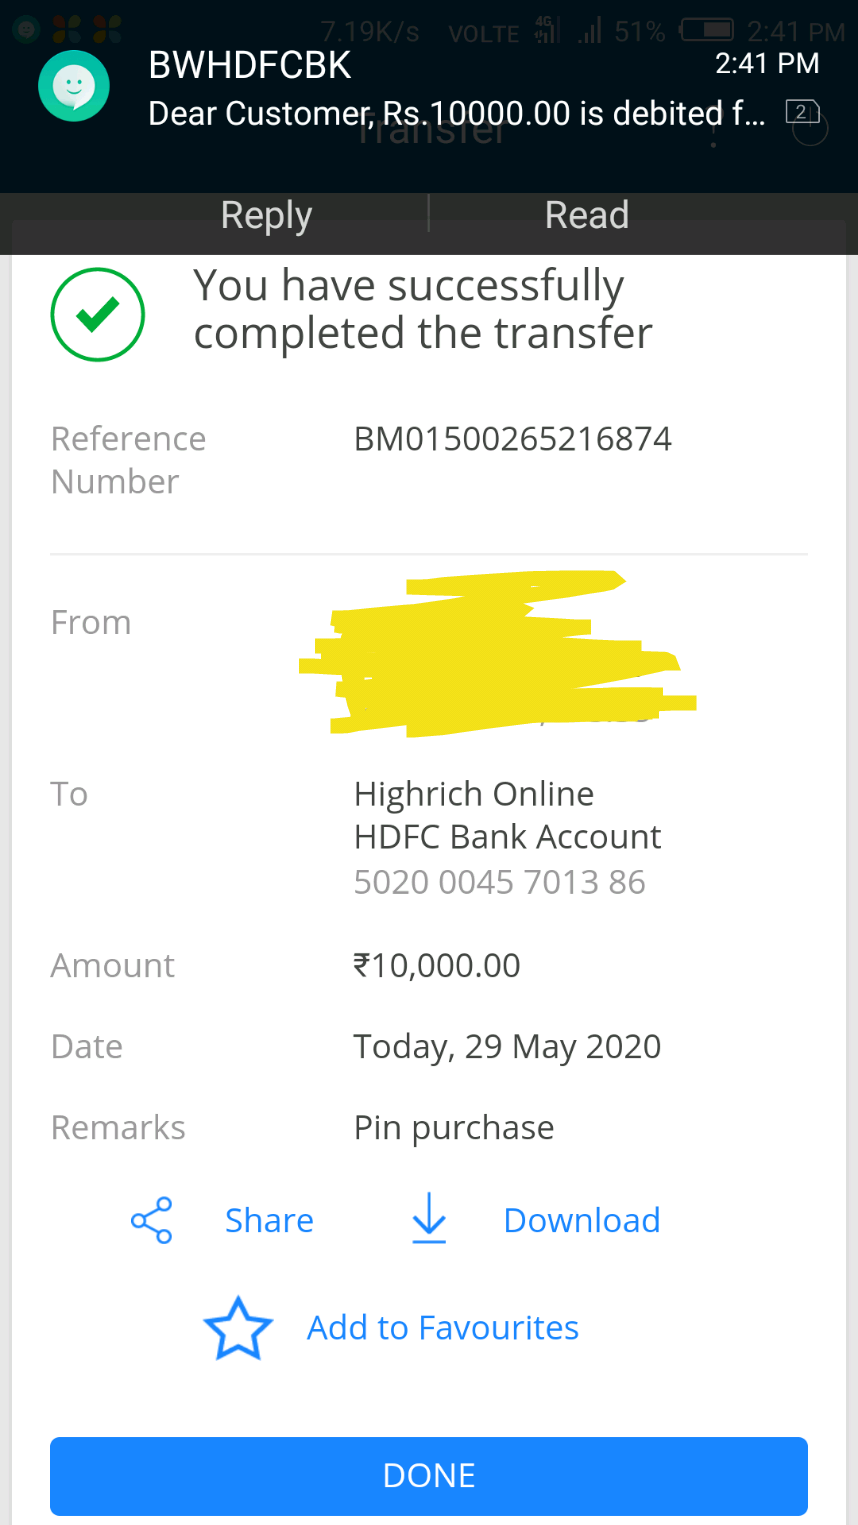 7.19K/s VOLTE 4G 51% 2:41 PM
BWHDFCBK 2:41 PM
Dear Customer, Rs.10000.00 is debited f... 2
Transfer
Reply Read
You have successfully
completed the transfer
Reference BM01500265216874
Number
From
To Highrich Online
HDFC Bank Account
5020 0045 7013 86
Amount ₹10,000.00
Date Today, 29 May 2020
Remarks Pin purchase
Share Download
Add to Favourites
DONE